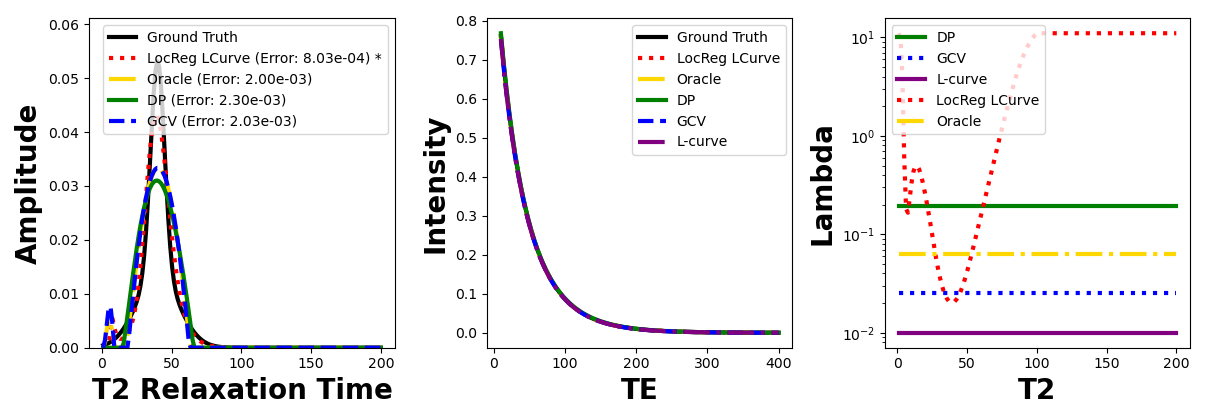 0.06
0.05
0.04
0.03
0.02
0.01
0.00
Amplitude
Ground Truth
LocReg LCurve (Error: 8.03e-04) *
Oracle (Error: 2.00e-03)
DP (Error: 2.30e-03)
GCV (Error: 2.03e-03)
0 50 100 150 200
T2 Relaxation Time
0.8
0.7
0.6
0.5
0.4
0.3
0.2
0.1
0.0
Intensity
Ground Truth
LocReg LCurve
Oracle
DP
GCV
L-curve
0 100 200 300 400
TE
10¹
10⁰
10⁻¹
10⁻²
Lambda
DP
GCV
L-curve
LocReg LCurve
Oracle
0 50 100 150 200
T2